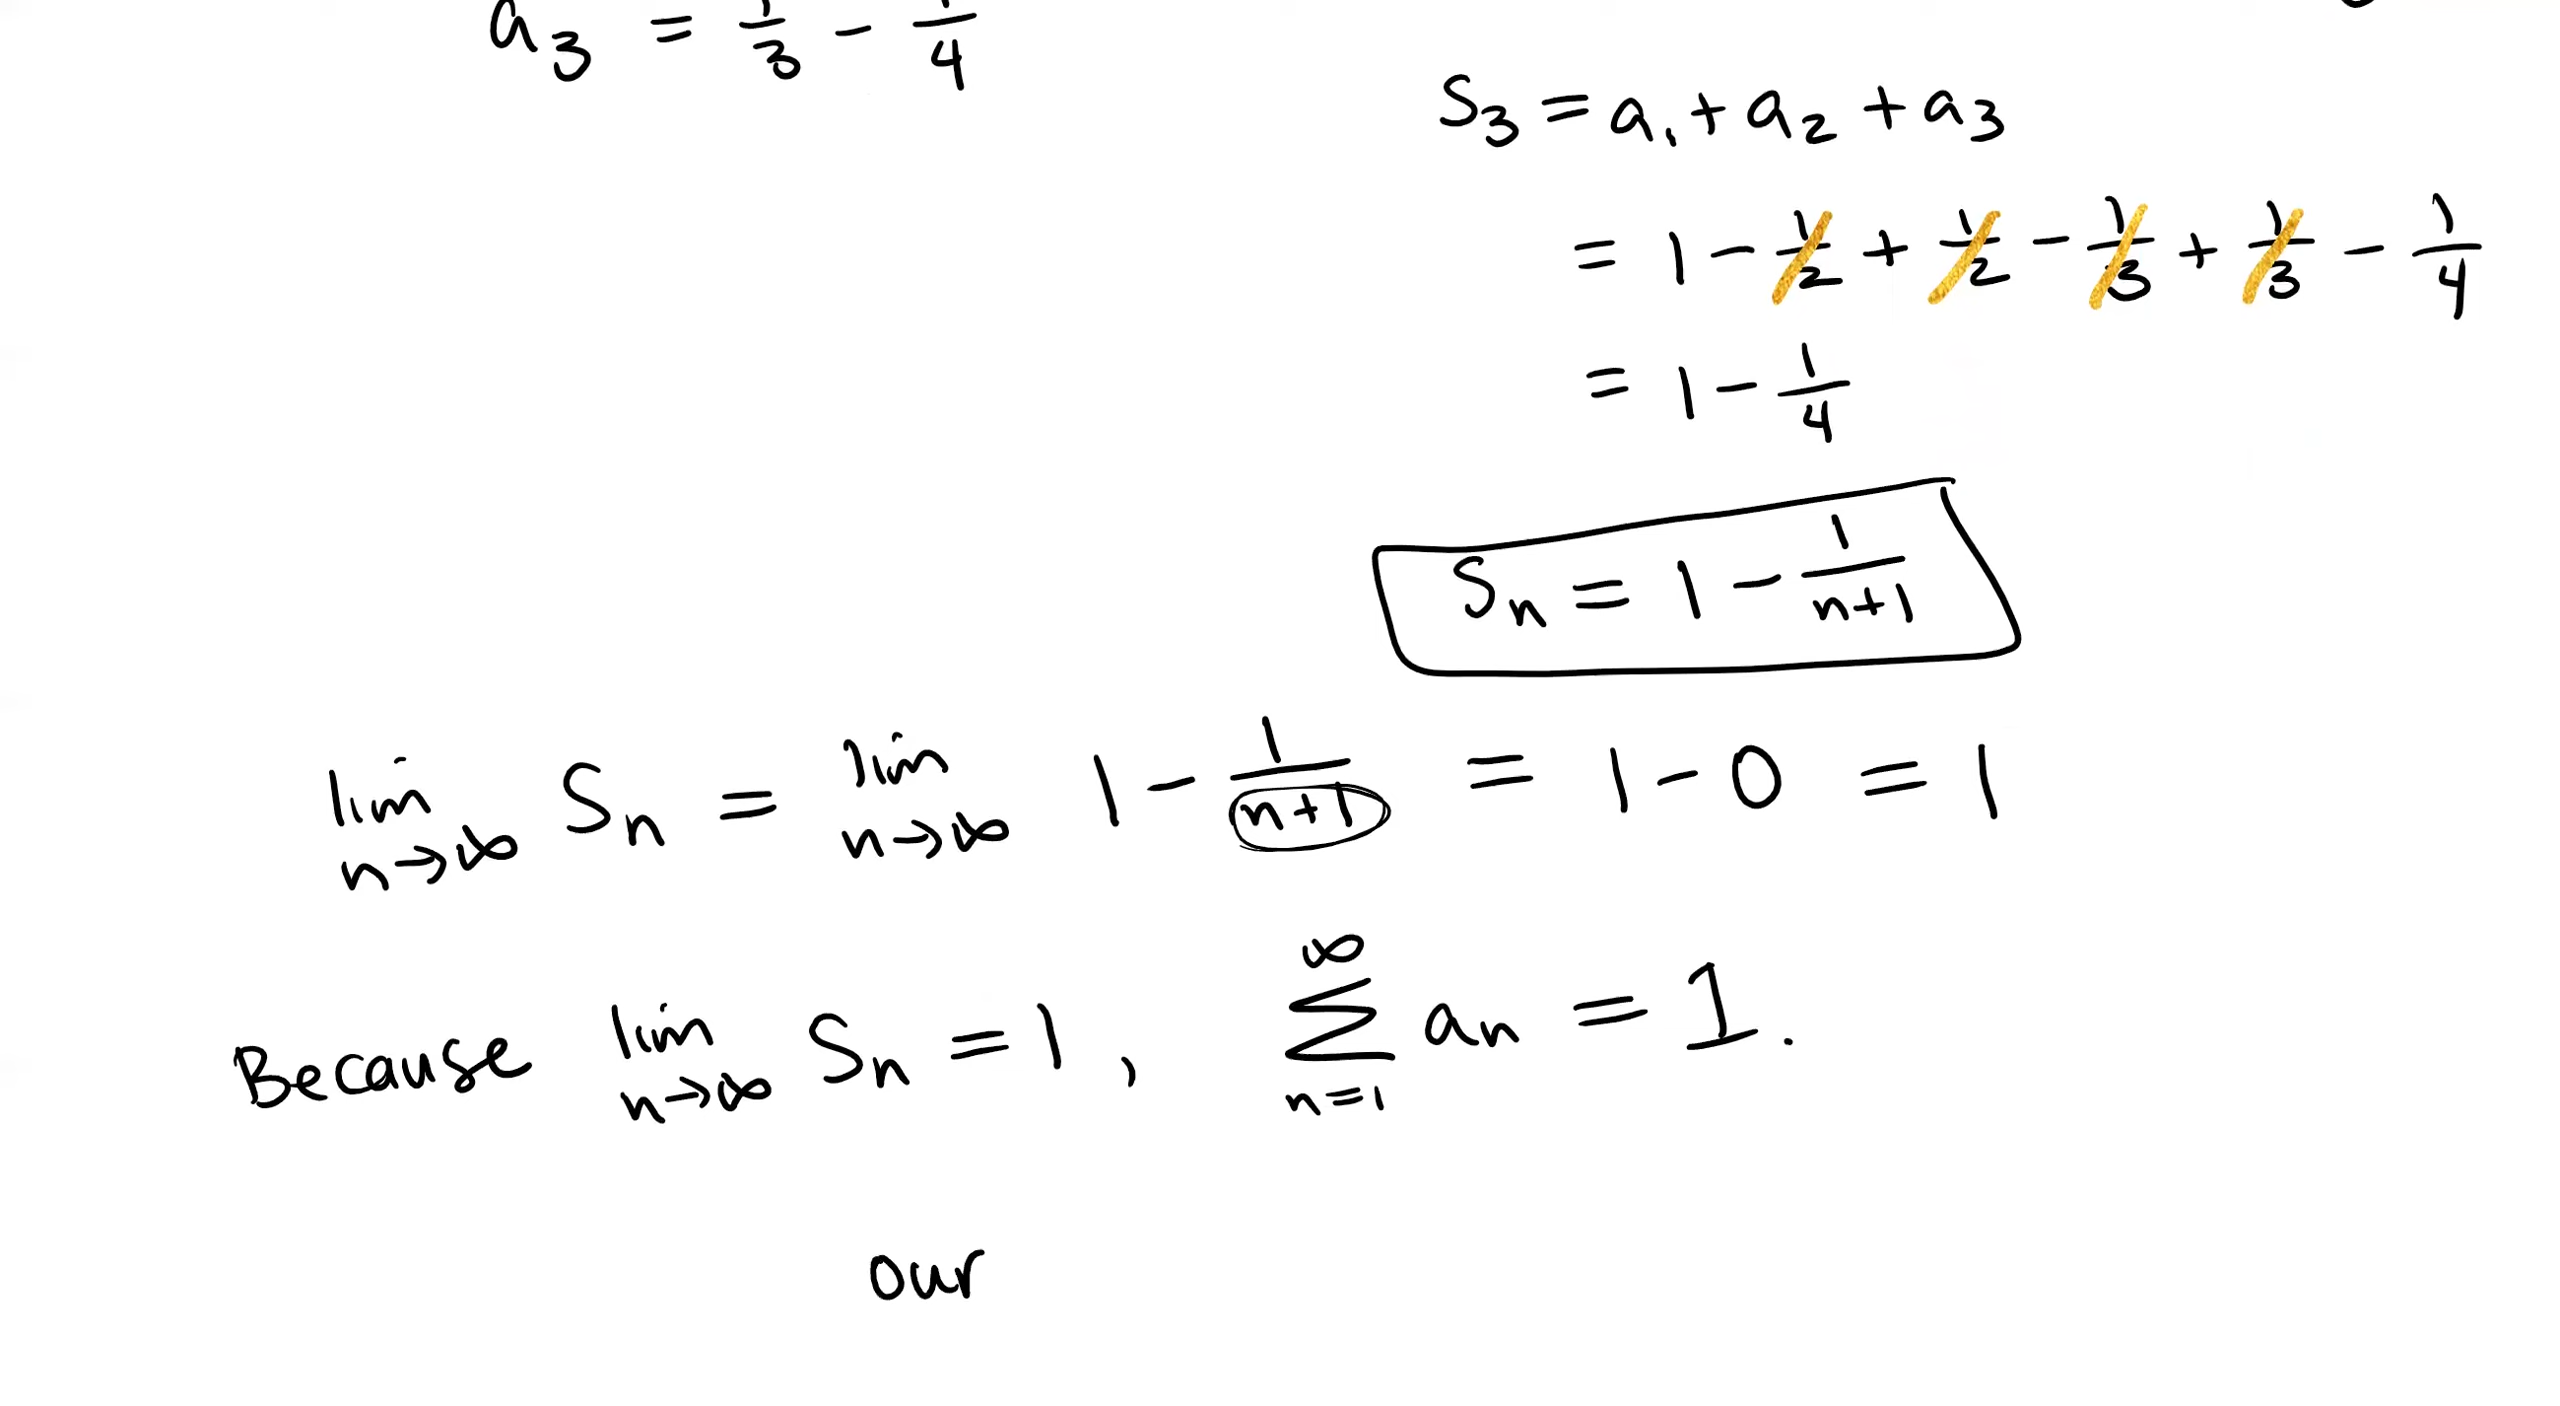 a₃ = 1/3 - 1/4
S₃ = a₁ + a₂ + a₃
= 1 - 1/2 + 1/2 - 1/3 + 1/3 - 1/4
= 1 - 1/4
Sₙ = 1 - 1/(n+1)
lim n→∞ Sₙ = lim n→∞ 1 - 1/(n+1) = 1 - 0 = 1
Because lim n→∞ Sₙ = 1, ∞ Σ n=1 aₙ = 1.
our